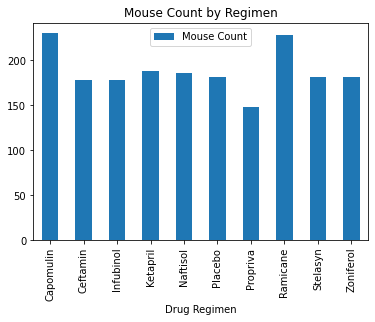 Mouse Count by Regimen
Mouse Count
200
150
100
50
0
Capomulin
Ceftamin
Infubinol
Ketapril
Naftisol
Placebo
Propriva
Ramicane
Stelasyn
Zoniferol
Drug Regimen